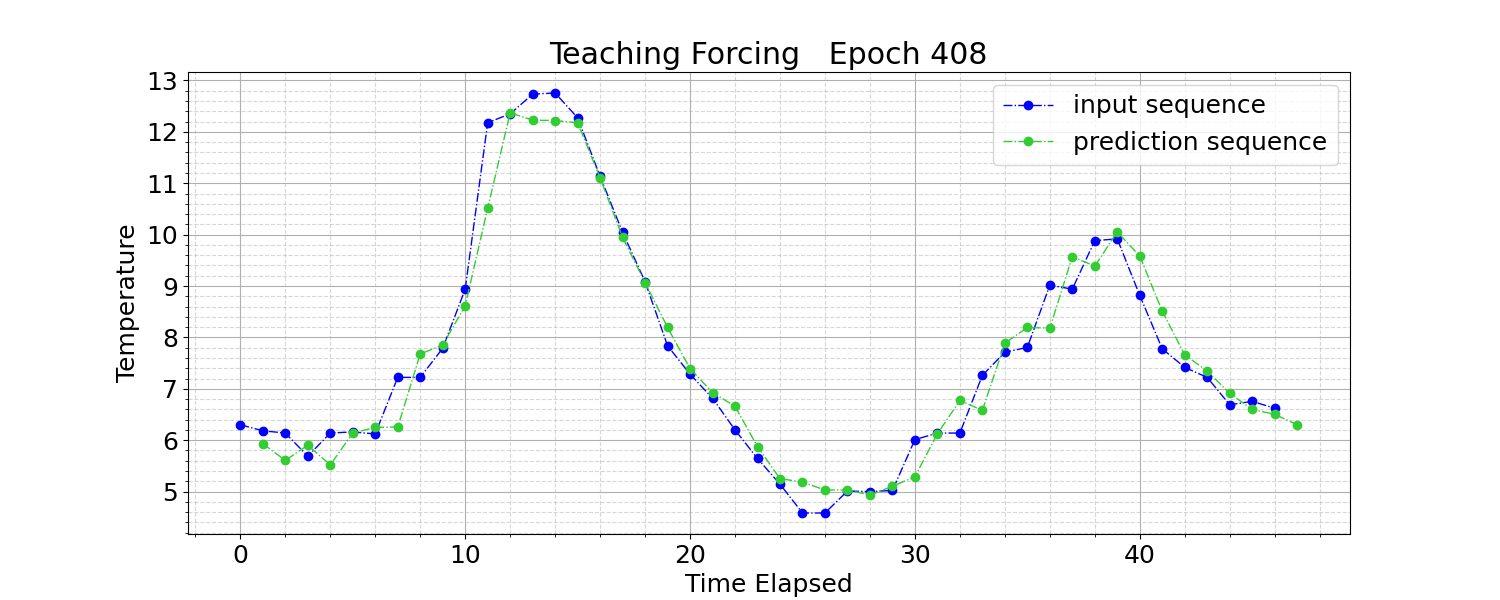 Teaching Forcing   Epoch 408
13
12
11
10
9
8
7
6
5
Temperature
input sequence
prediction sequence
0 10 20 30 40
Time Elapsed